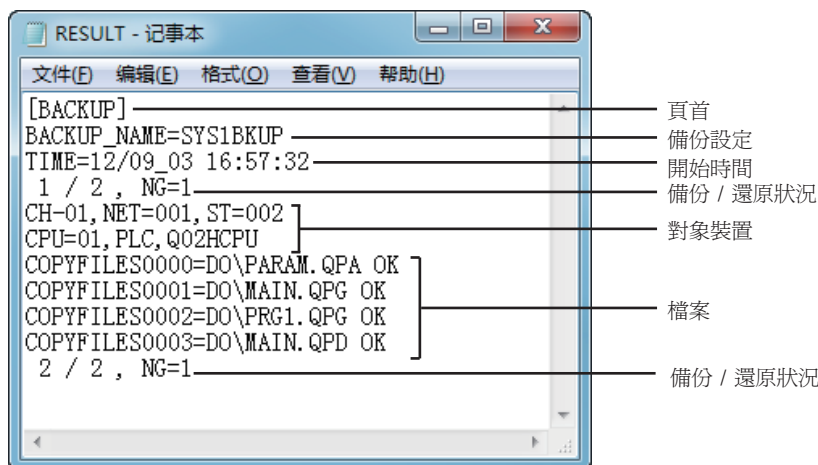 RESULT - 记事本
文件(F) 编辑(E) 格式(O) 查看(V) 帮助(H)
[BACKUP]
頁首
BACKUP_NAME=SYS1BKUP
備份設定
TIME=12/09_03 16:57:32
開始時間
1 / 2 , NG=1
備份 / 還原狀況
CH-01,NET=001,ST=002
CPU=01,PLC,Q02HCPU
對象裝置
COPYFILES0000=DO\PARAM.QPA OK
COPYFILES0001=DO\MAIN.QPG OK
COPYFILES0002=DO\PRG1.QPG OK
COPYFILES0003=DO\MAIN.QPD OK
檔案
2 / 2 , NG=1
備份 / 還原狀況